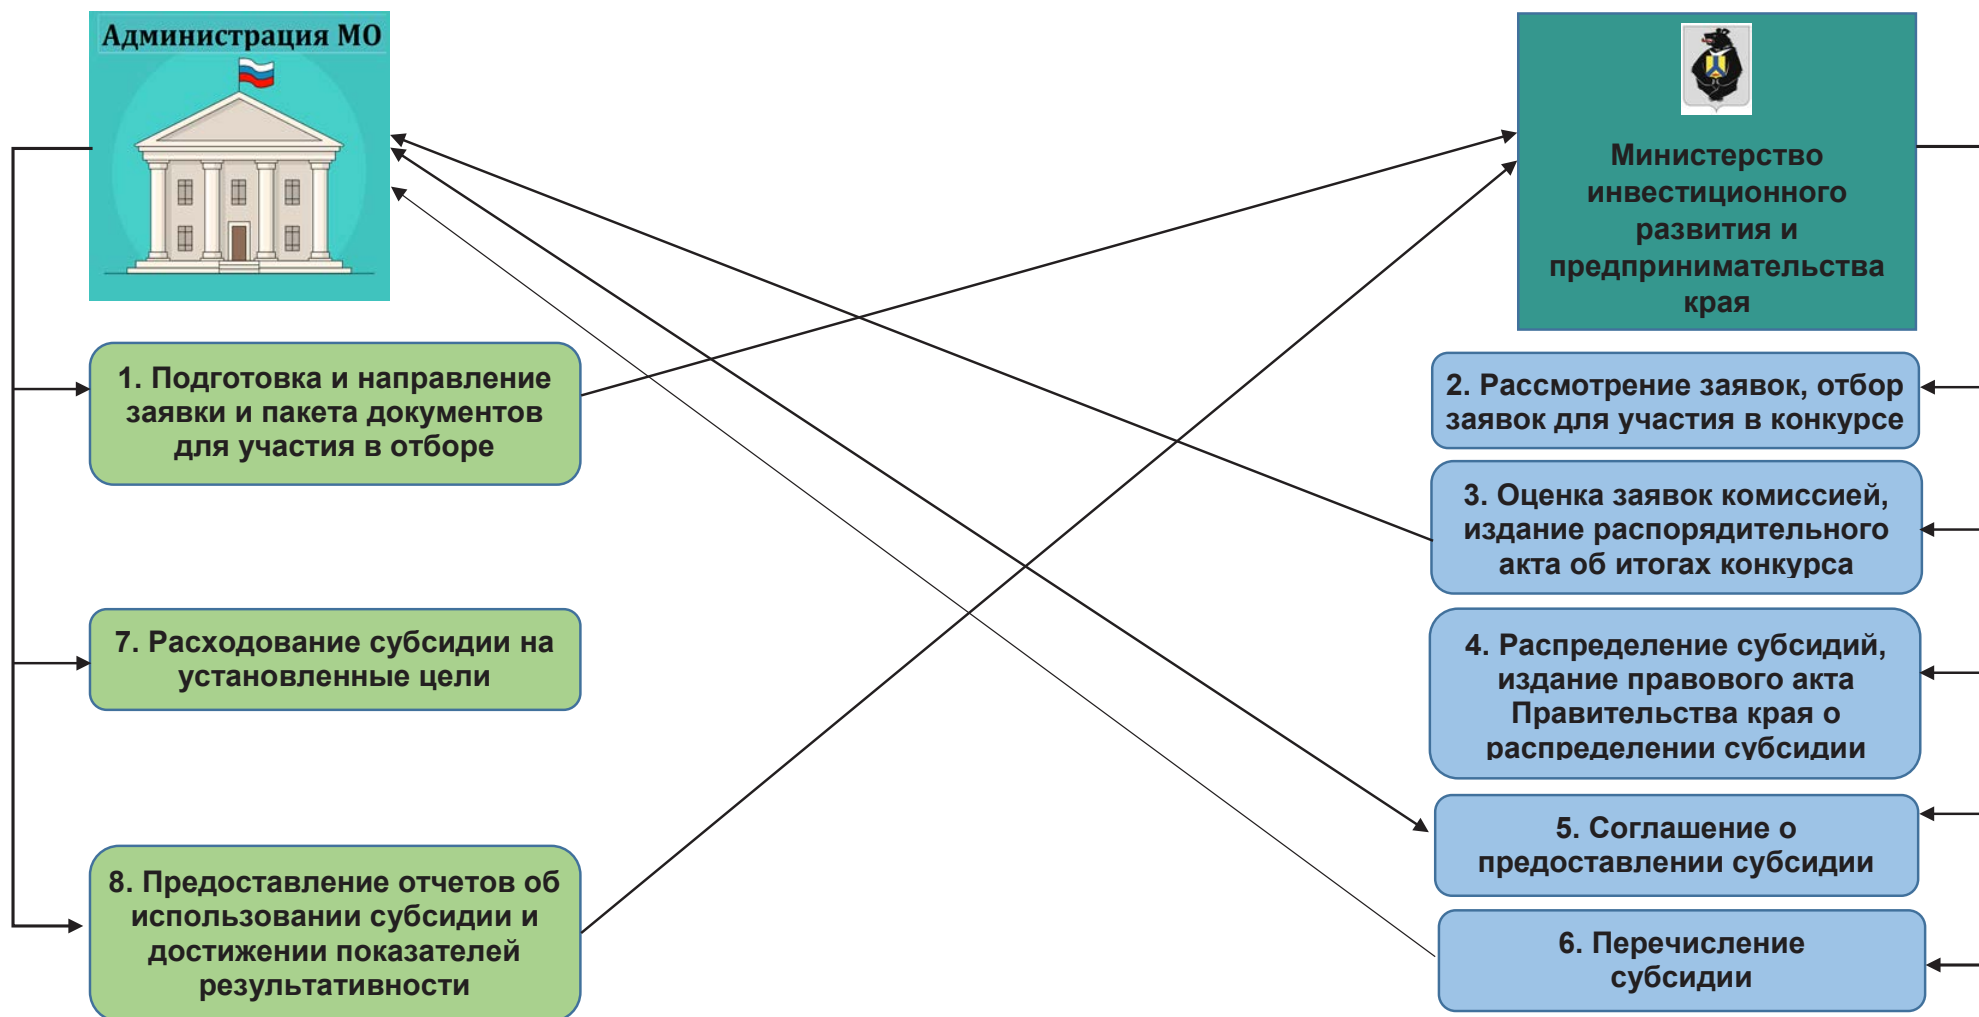 Администрация МО
Министерство
инвестиционного
развития и
предпринимательства
края
1. Подготовка и направление
заявки и пакета документов
для участия в отборе
2. Рассмотрение заявок, отбор
заявок для участия в конкурсе
3. Оценка заявок комиссией,
издание распорядительного
акта об итогах конкурса
4. Распределение субсидий,
издание правового акта
Правительства края о
распределении субсидии
5. Соглашение о
предоставлении субсидии
6. Перечисление
субсидии
7. Расходование субсидии на
установленные цели
8. Предоставление отчетов об
использовании субсидии и
достижении показателей
результативности